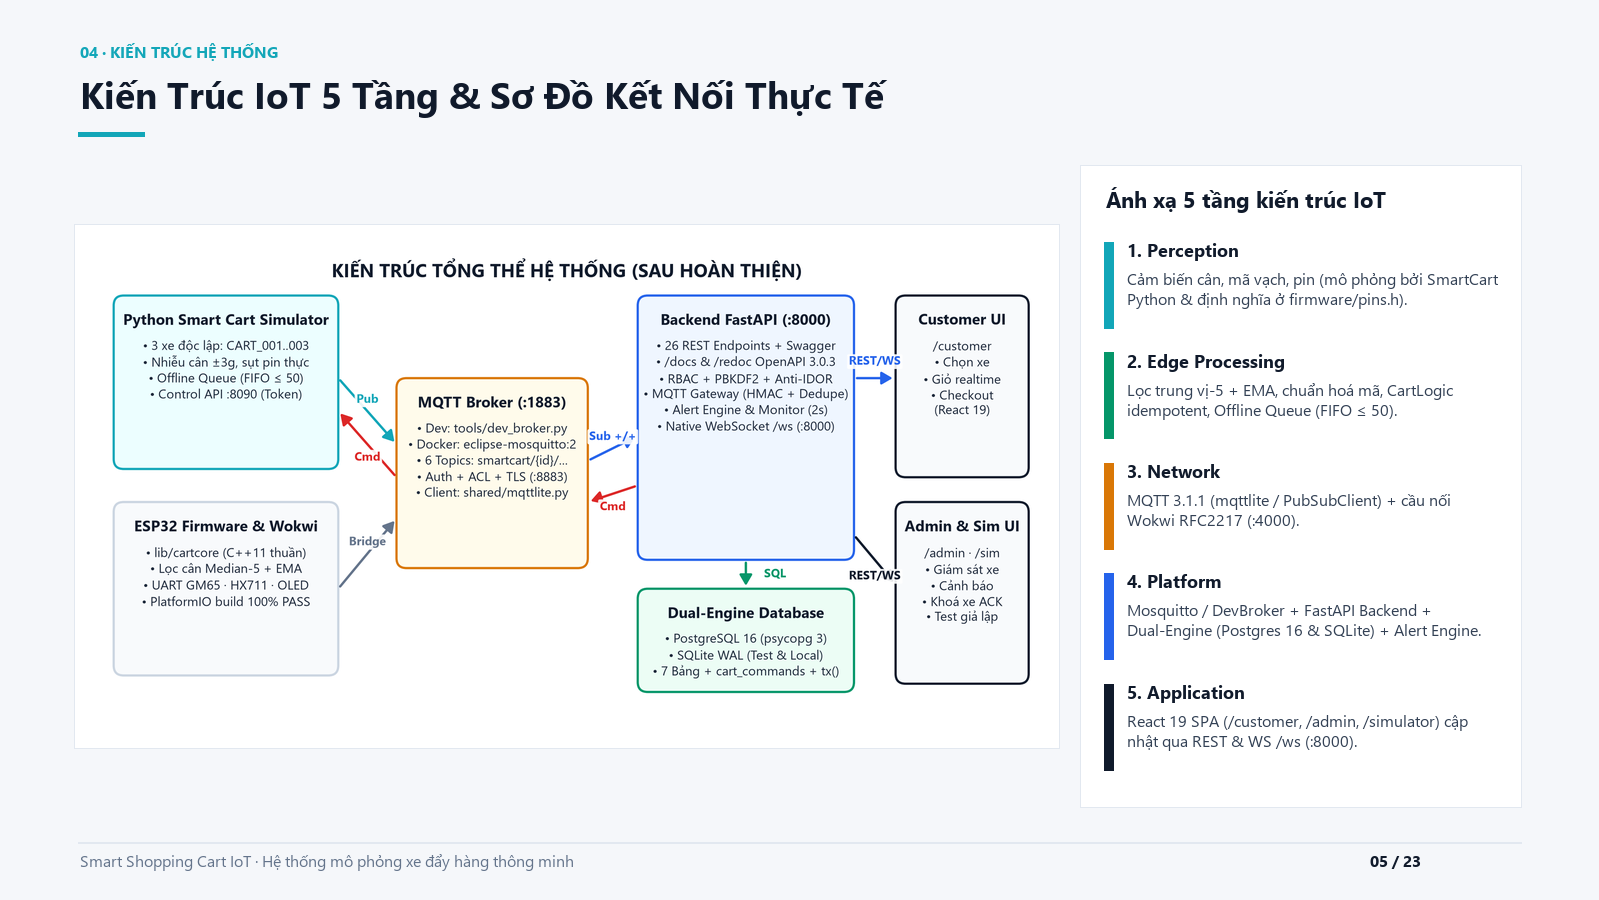 04 · KIẾN TRÚC HỆ THỐNG
Kiến Trúc IoT 5 Tầng & Sơ Đồ Kết Nối Thực Tế
KIẾN TRÚC TỔNG THỂ HỆ THỐNG (SAU HOÀN THIỆN)
Python Smart Cart Simulator
• 3 xe độc lập: CART_001..003
• Nhiễu cân ±3g, sụt pin thực
• Offline Queue (FIFO ≤ 50)
• Control API :8090 (Token)
ESP32 Firmware & Wokwi
• lib/cartcore (C++11 thuần)
• Lọc cân Median-5 + EMA
• UART GM65 · HX711 · OLED
• PlatformIO build 100% PASS
Pub
Cmd
Bridge
MQTT Broker (:1883)
• Dev: tools/dev_broker.py
• Docker: eclipse-mosquitto:2
• 6 Topics: smartcart/{id}/...
• Auth + ACL + TLS (:8883)
• Client: shared/mqttlite.py
Sub +/+
Cmd
Backend FastAPI (:8000)
• 26 REST Endpoints + Swagger
• /docs & /redoc OpenAPI 3.0.3
• RBAC + PBKDF2 + Anti-IDOR
• MQTT Gateway (HMAC + Dedupe)
• Alert Engine & Monitor (2s)
• Native WebSocket /ws (:8000)
SQL
Dual-Engine Database
• PostgreSQL 16 (psycopg 3)
• SQLite WAL (Test & Local)
• 7 Bảng + cart_commands + tx()
REST/WS
REST/WS
Customer UI
/customer
• Chọn xe
• Giỏ realtime
• Checkout
(React 19)
Admin & Sim UI
/admin · /sim
• Giám sát xe
• Cảnh báo
• Khoá xe ACK
• Test giả lập
Ánh xạ 5 tầng kiến trúc IoT
1. Perception
Cảm biến cân, mã vạch, pin (mô phỏng bởi SmartCart
Python & định nghĩa ở firmware/pins.h).
2. Edge Processing
Lọc trung vị-5 + EMA, chuẩn hoá mã, CartLogic
idempotent, Offline Queue (FIFO ≤ 50).
3. Network
MQTT 3.1.1 (mqttlite / PubSubClient) + cầu nối
Wokwi RFC2217 (:4000).
4. Platform
Mosquitto / DevBroker + FastAPI Backend +
Dual-Engine (Postgres 16 & SQLite) + Alert Engine.
5. Application
React 19 SPA (/customer, /admin, /simulator) cập
nhật qua REST & WS /ws (:8000).
Smart Shopping Cart IoT · Hệ thống mô phỏng xe đẩy hàng thông minh
05 / 23